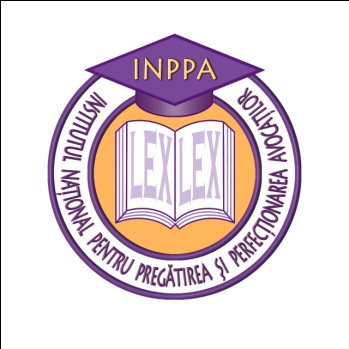 INPPA
INSTITUTUL NAȚIONAL PENTRU PREGĂTIREA ȘI PERFECȚIONAREA AVOCAȚILOR
LEX LEX